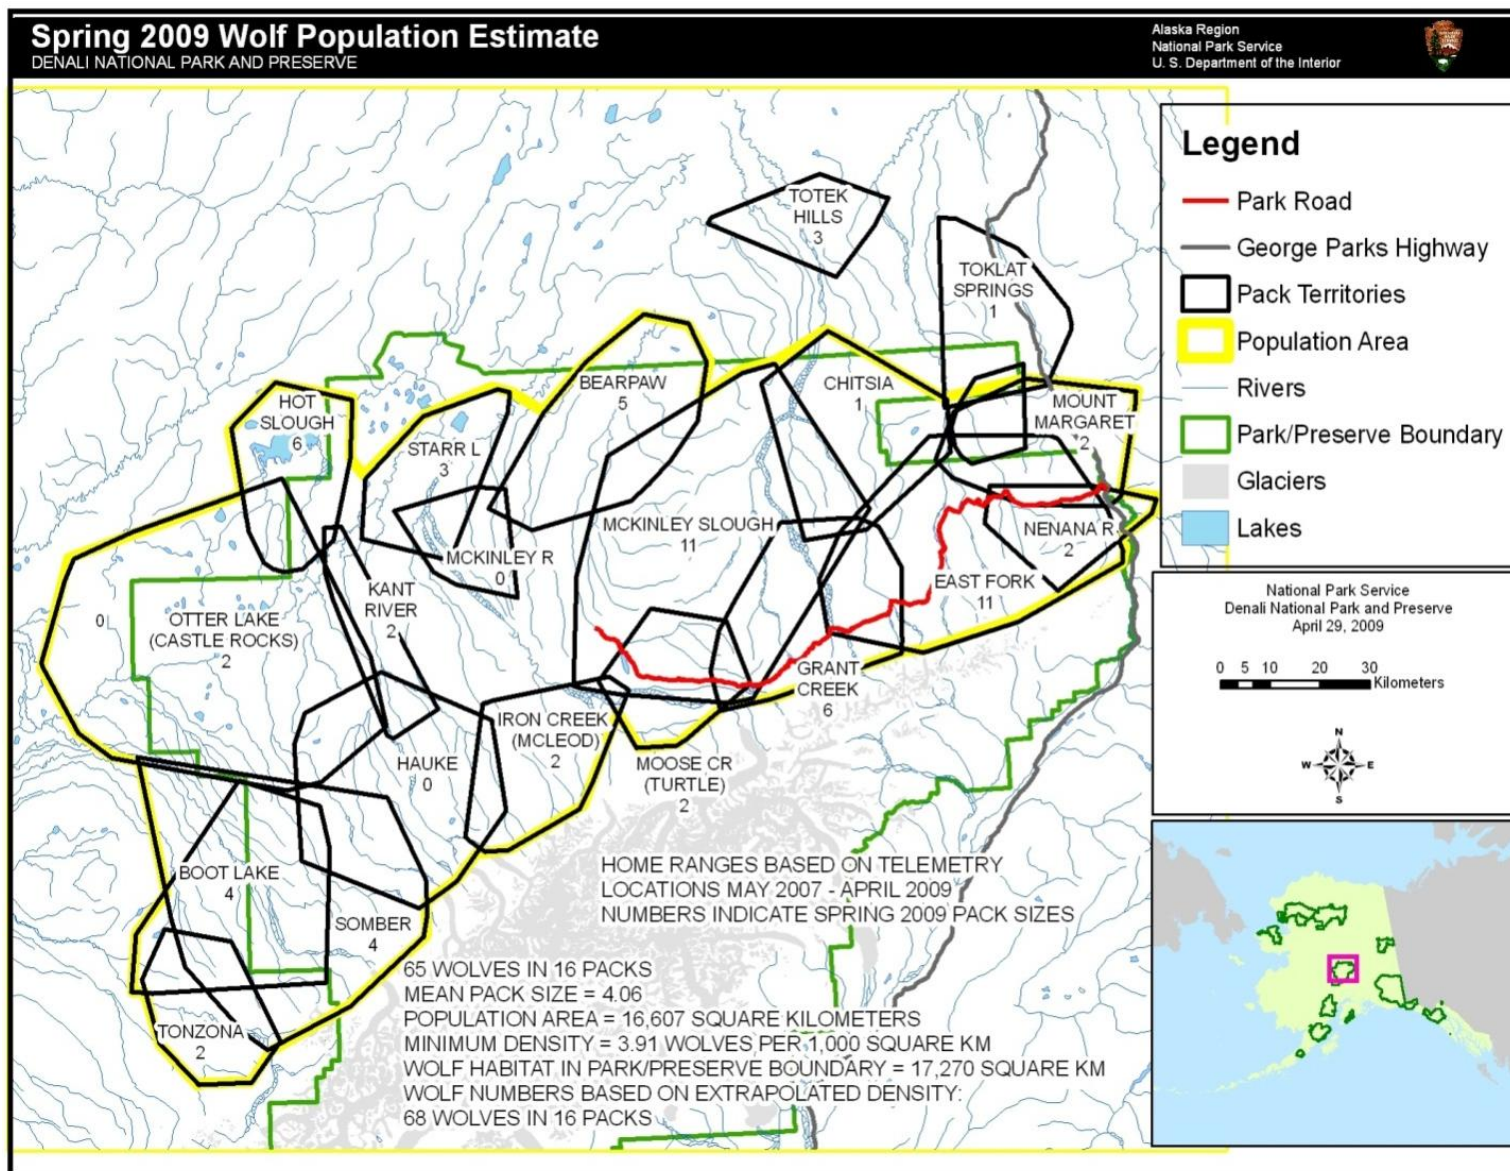 Spring 2009 Wolf Population Estimate
DENALI NATIONAL PARK AND PRESERVE
Alaska Region
National Park Service
U. S. Department of the Interior
Legend
Park Road
George Parks Highway
Pack Territories
Population Area
Rivers
Park/Preserve Boundary
Glaciers
Lakes
National Park Service
Denali National Park and Preserve
April 29, 2009
0 5 10 20 30
Kilometers
N
W E
S
TOTEK
HILLS
3
TOKLAT
SPRINGS
1
BEARPAW
5
CHITSIA
1
MOUNT
MARGARET
2
HOT
SLOUGH
6
STARR L
3
MCKINLEY SLOUGH
11
NENANA R
2
MCKINLEY R
0
EAST FORK
11
KANT
RIVER
2
0
OTTER LAKE
(CASTLE ROCKS)
2
GRANT
CREEK
6
IRON CREEK
(MCLEOD)
2
HAUKE
0
MOOSE CR
(TURTLE)
2
BOOT LAKE
4
SOMBER
4
TONZONA
2
HOME RANGES BASED ON TELEMETRY
LOCATIONS MAY 2007 - APRIL 2009
NUMBERS INDICATE SPRING 2009 PACK SIZES
65 WOLVES IN 16 PACKS
MEAN PACK SIZE = 4.06
POPULATION AREA = 16,607 SQUARE KILOMETERS
MINIMUM DENSITY = 3.91 WOLVES PER 1,000 SQUARE KM
WOLF HABITAT IN PARK/PRESERVE BOUNDARY = 17,270 SQUARE KM
WOLF NUMBERS BASED ON EXTRAPOLATED DENSITY:
68 WOLVES IN 16 PACKS